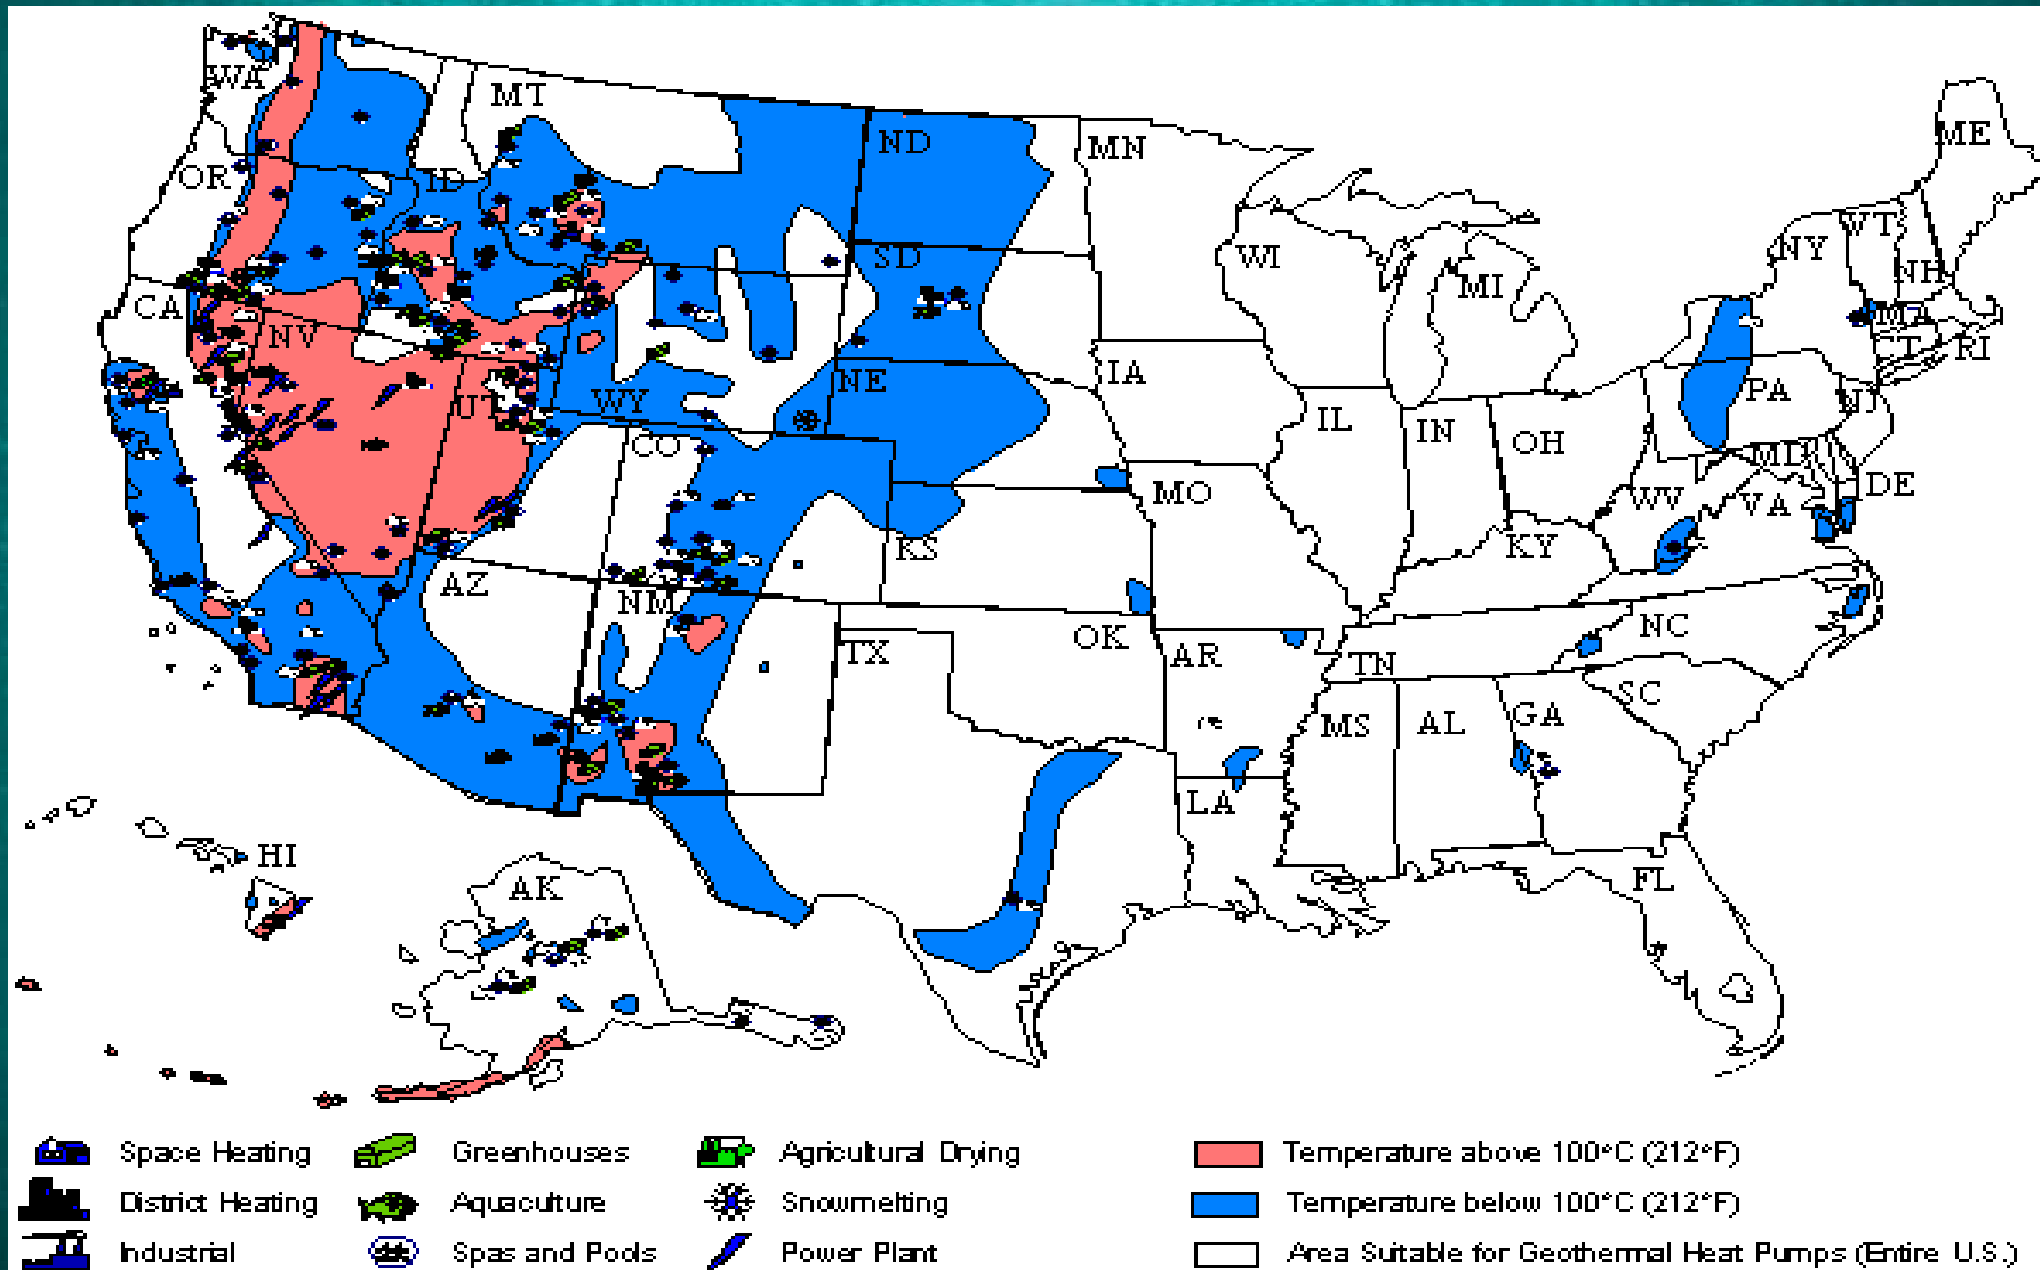 WA
MT
ND
MN
ME
OR
ID
SD
WI
MI
NY
VT
NH
CA
NV
MA
CT
RI
WY
NE
IA
PA
NJ
UT
CO
IL
IN
OH
MD
DE
MO
WV
VA
KS
KY
AZ
NM
TX
OK
AR
TN
NC
SC
MS
AL
GA
LA
FL
HI
AK
Space Heating Greenhouses Agricultural Drying Temperature above 100°C (212°F)
District Heating Aquaculture Snowmelting Temperature below 100°C (212°F)
Industrial Spas and Pools Power Plant Area Suitable for Geothermal Heat Pumps (Entire U.S.)